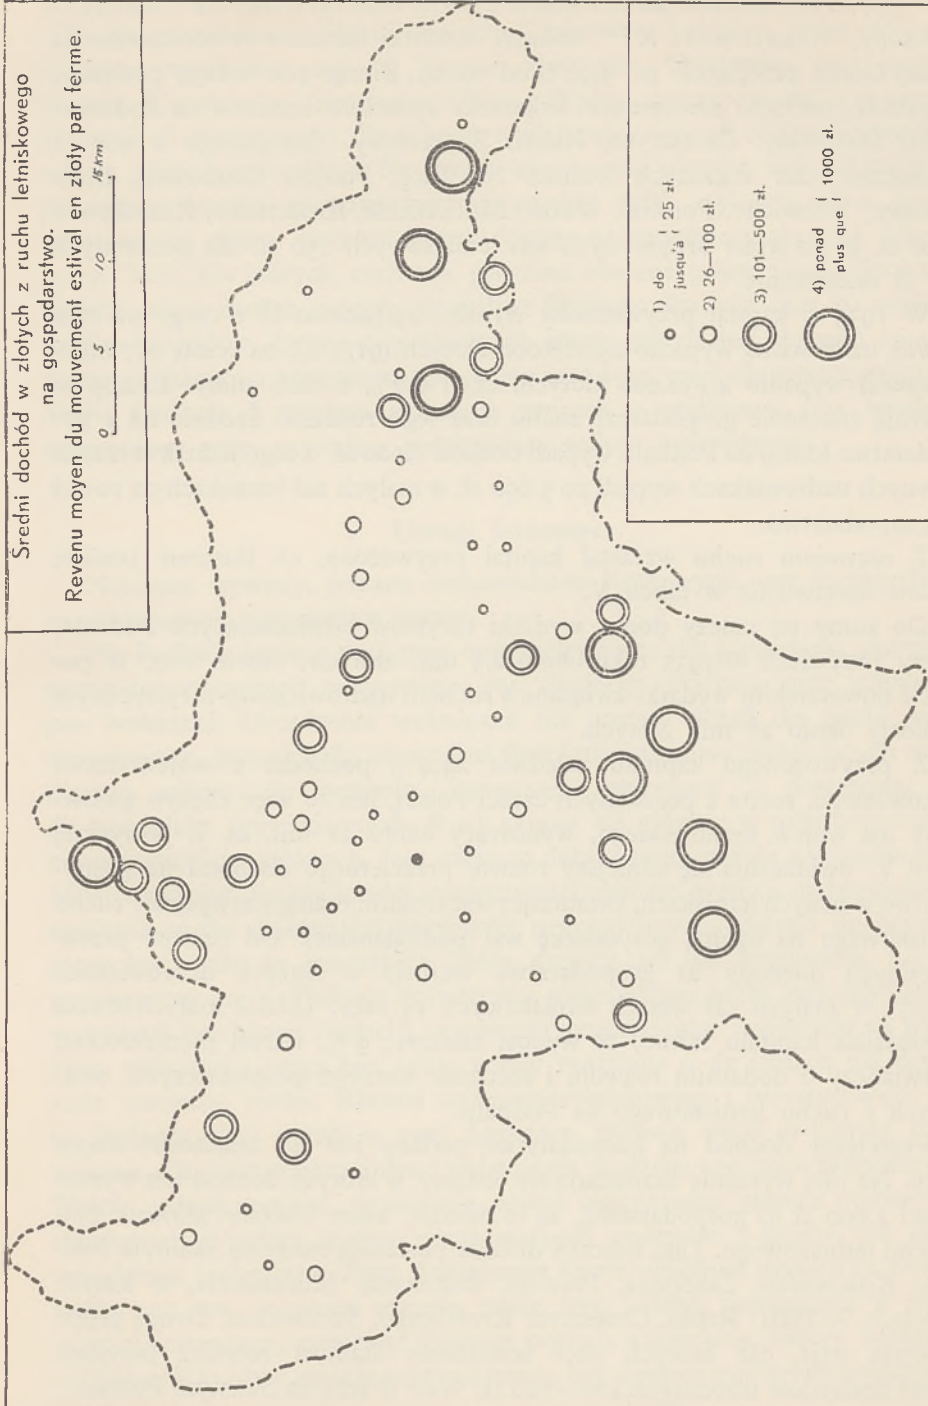 Średni dochód w złotych z ruchu letniskowego
na gospodarstwo.
Revenu moyen du mouvement estival en złoty par ferme.
0 5 10 15 Km
1) do
jusqu'à { 25 zł.
2) 26—100 zł.
3) 101—500 zł.
4) ponad
plus que { 1000 zł.